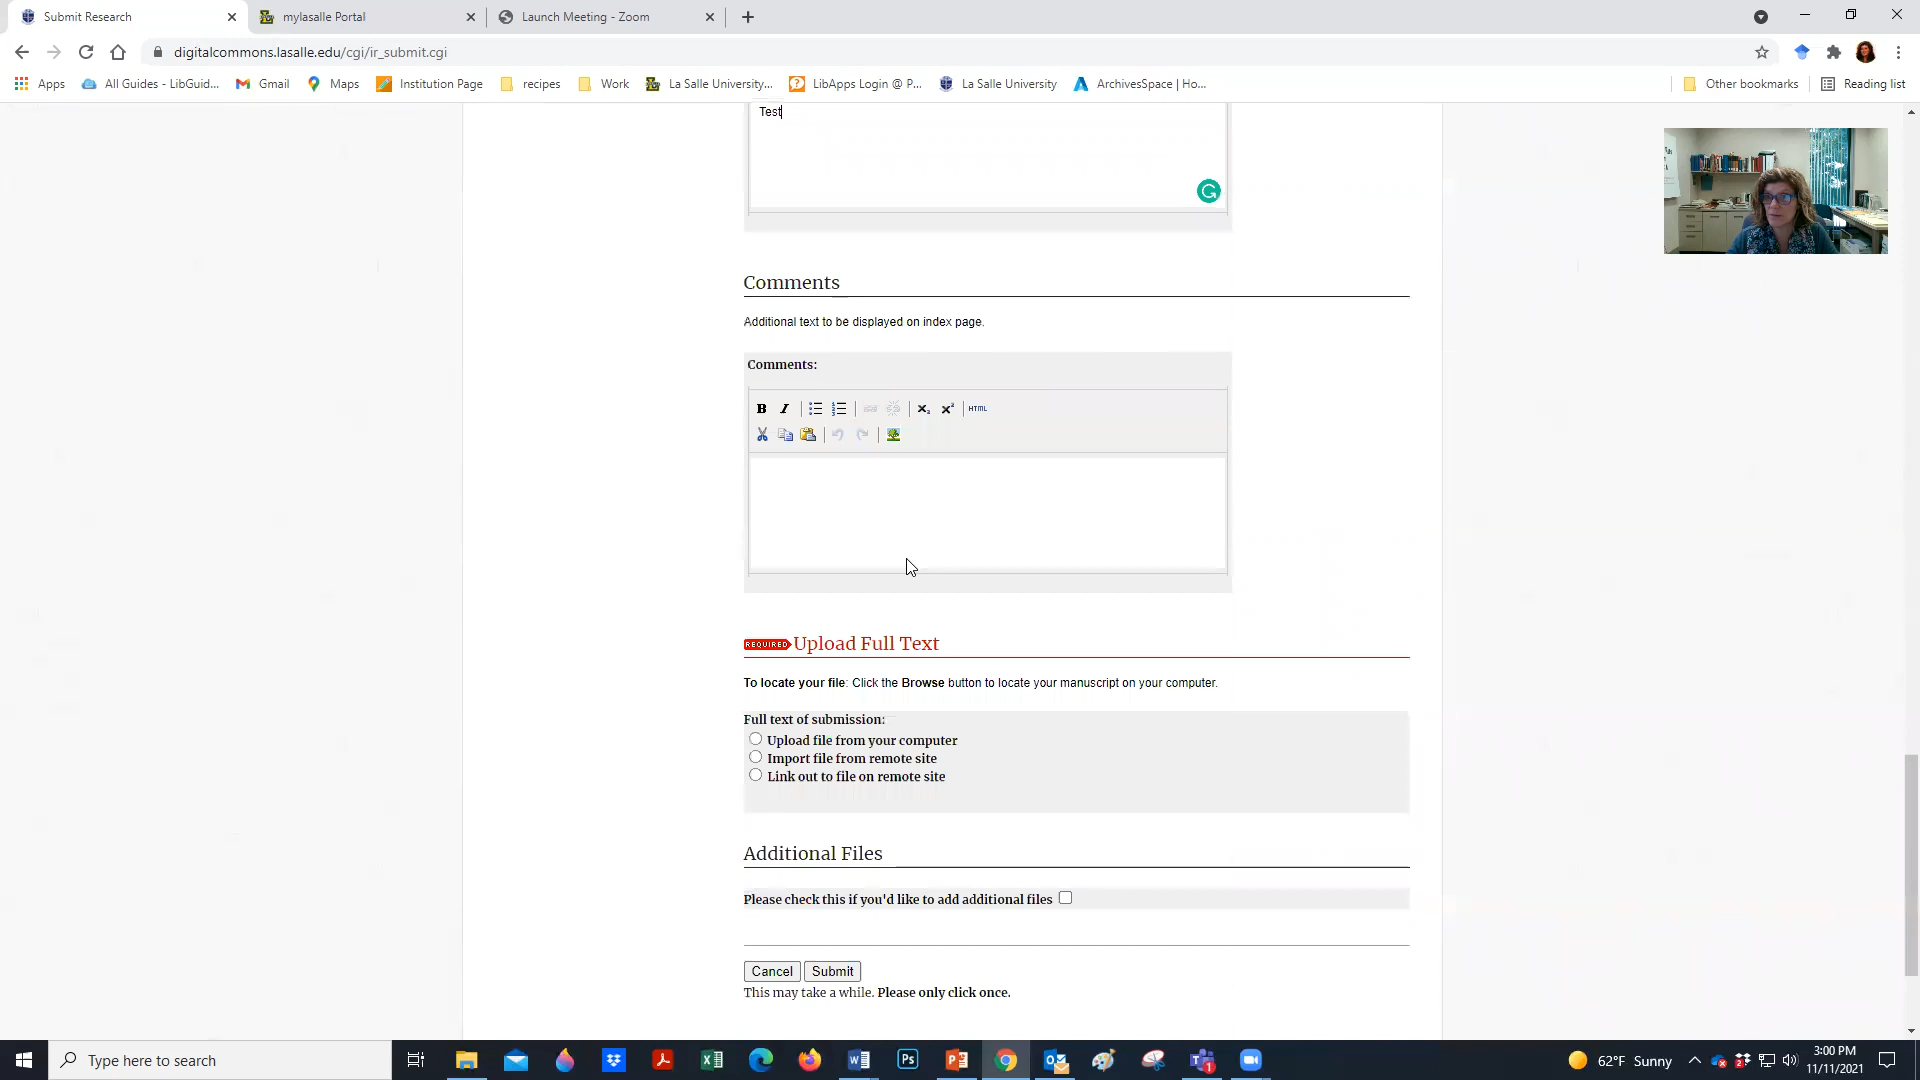 Submit Research
mylasalle Portal
Launch Meeting - Zoom
digitalcommons.lasalle.edu/cgi/ir_submit.cgi
Apps
All Guides - LibGuid...
Gmail
Maps
Institution Page
recipes
Work
La Salle University...
LibApps Login @ P...
La Salle University
ArchivesSpace | Ho...
Other bookmarks
Reading list
Test
Comments
Additional text to be displayed on index page.
Comments:
B I X₂ X² HTML
REQUIRED Upload Full Text
To locate your file: Click the Browse button to locate your manuscript on your computer.
Full text of submission:
Upload file from your computer
Import file from remote site
Link out to file on remote site
Additional Files
Please check this if you'd like to add additional files
Cancel Submit
This may take a while. Please only click once.
Type here to search
62°F Sunny
3:00 PM
11/11/2021